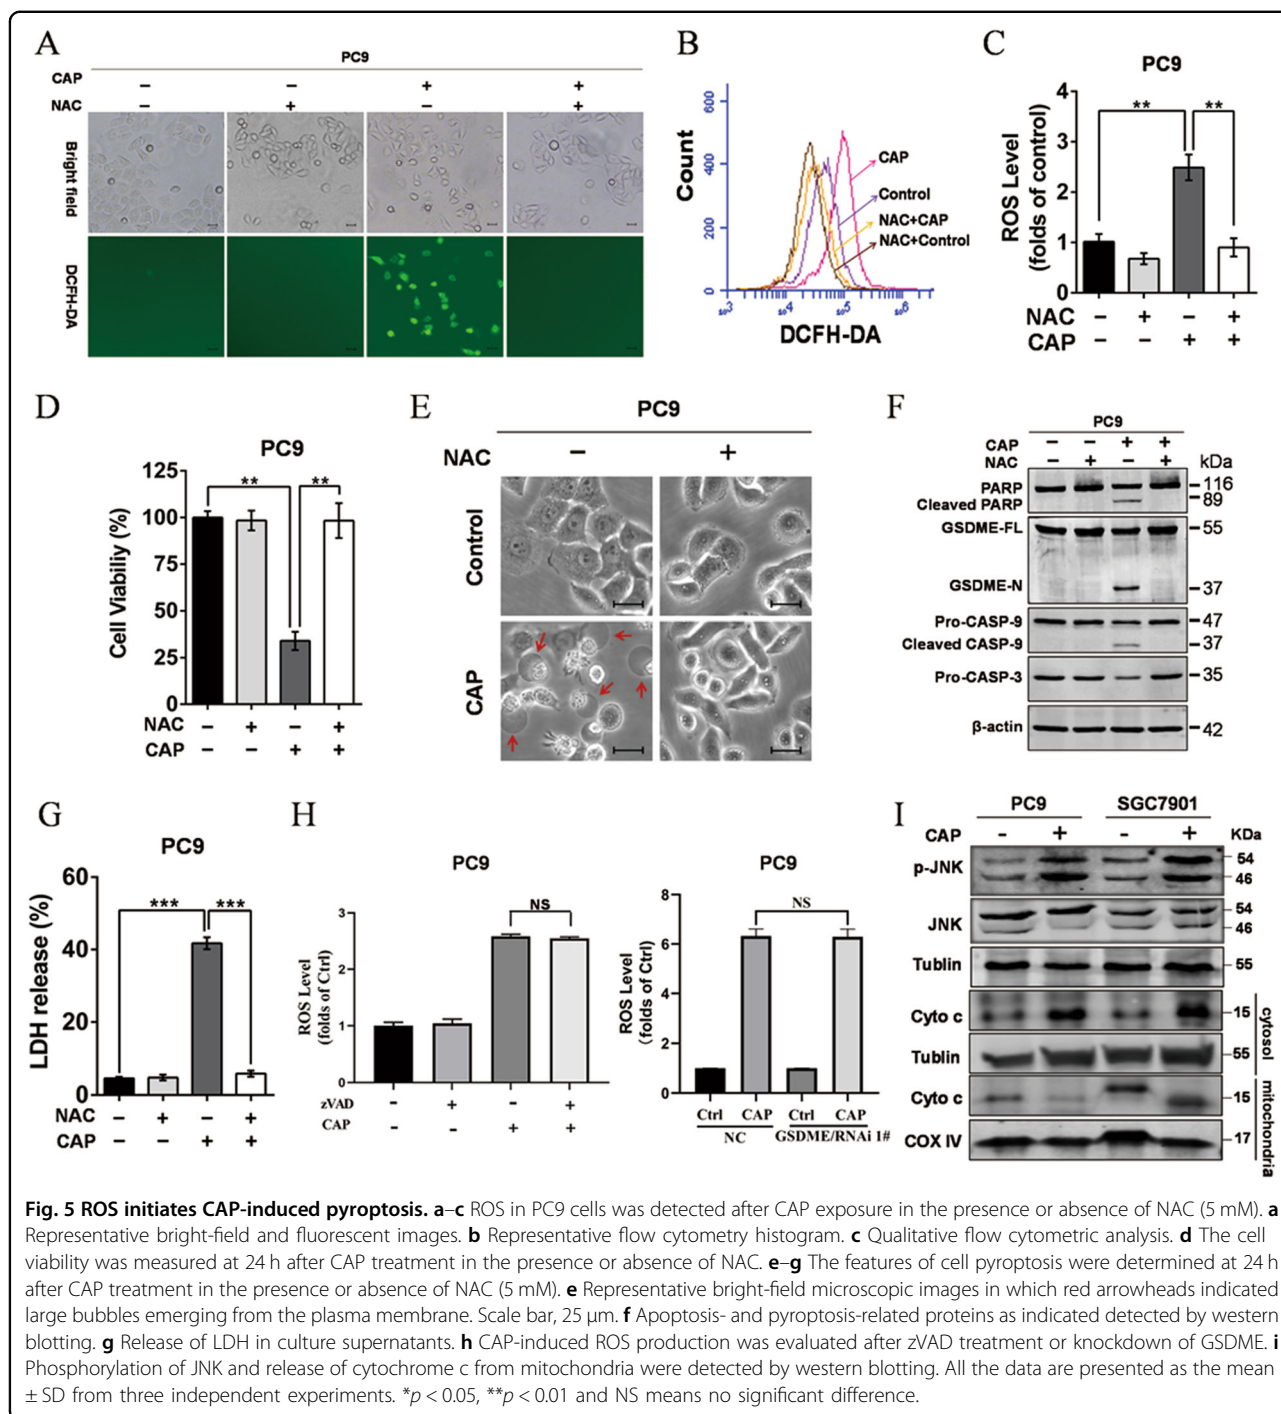 A
PC9
CAP – – + +
NAC – + – +
Bright field
DCFH-DA
B
Count
600
400
200
0
CAP
Control
NAC+CAP
NAC+Control
10³ 10⁴ 10⁵ 10⁶
DCFH-DA
C
PC9
ROS Level
(folds of control)
4
3
2
1
0
** **
NAC – + – +
CAP – – + +
D
PC9
Cell Viabiliy (%)
125
100
75
50
25
0
** **
NAC – + – +
CAP – – + +
E
PC9
NAC – +
Control
CAP
F
PC9
CAP – – + +
NAC – + – + kDa
PARP 116
Cleaved PARP 89
GSDME-FL 55
GSDME-N 37
Pro-CASP-9 47
Cleaved CASP-9 37
Pro-CASP-3 35
β-actin 42
G
PC9
LDH release (%)
60
40
20
0
*** ***
NAC – + – +
CAP – – + +
H
PC9
ROS Level
(folds of Ctrl)
3
2
1
0
NS
zVAD – + – +
CAP – – + +
PC9
ROS Level
(folds of Ctrl)
8
6
4
2
0
NS
Ctrl CAP Ctrl CAP
NC GSDME/RNAi 1#
I
PC9 SGC7901
CAP - + - + KDa
p-JNK 54
46
JNK 54
46
Tublin 55
Cyto c 15
Tublin 55
cytosol
Cyto c 15
COX IV 17
mitochondria
Fig. 5 ROS initiates CAP-induced pyroptosis. a–c ROS in PC9 cells was detected after CAP exposure in the presence or absence of NAC (5 mM). a
Representative bright-field and fluorescent images. b Representative flow cytometry histogram. c Qualitative flow cytometric analysis. d The cell
viability was measured at 24 h after CAP treatment in the presence or absence of NAC. e–g The features of cell pyroptosis were determined at 24 h
after CAP treatment in the presence or absence of NAC (5 mM). e Representative bright-field microscopic images in which red arrowheads indicated
large bubbles emerging from the plasma membrane. Scale bar, 25 μm. f Apoptosis- and pyroptosis-related proteins as indicated detected by western
blotting. g Release of LDH in culture supernatants. h CAP-induced ROS production was evaluated after zVAD treatment or knockdown of GSDME. i
Phosphorylation of JNK and release of cytochrome c from mitochondria were detected by western blotting. All the data are presented as the mean
± SD from three independent experiments. *p < 0.05, **p < 0.01 and NS means no significant difference.